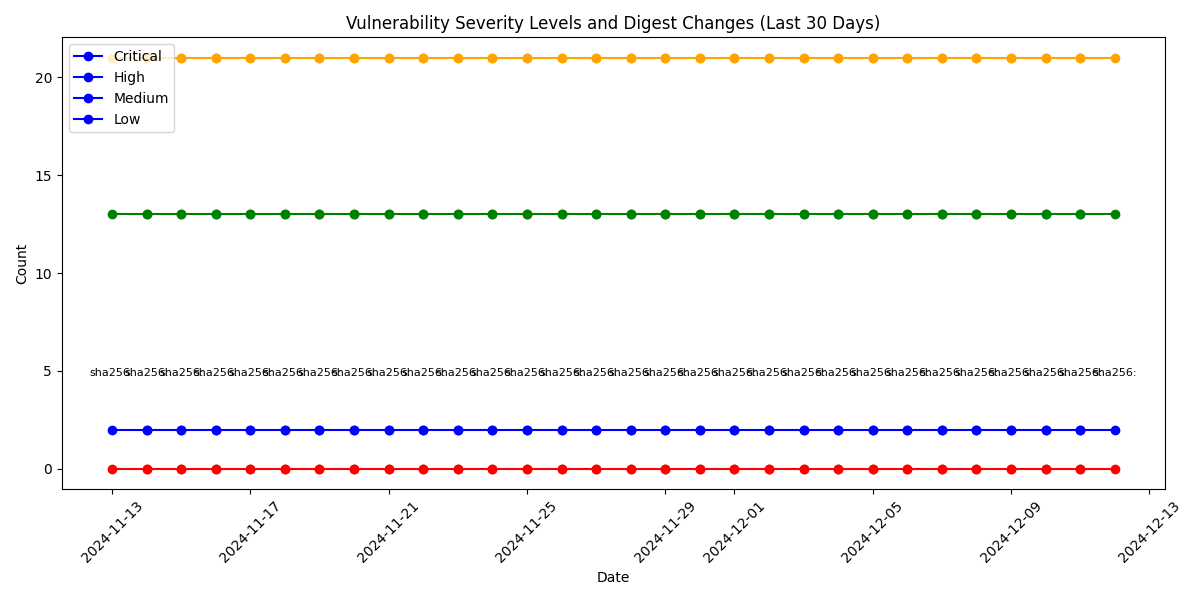 Vulnerability Severity Levels and Digest Changes (Last 30 Days)
Critical
High
Medium
Low
20
15
10
5
0
Count
sha256: sha256: sha256: sha256: sha256: sha256: sha256: sha256: sha256: sha256: sha256: sha256: sha256: sha256: sha256: sha256: sha256: sha256: sha256: sha256: sha256: sha256: sha256: sha256: sha256: sha256: sha256: sha256: sha256: sha256:
2024-11-13
2024-11-17
2024-11-21
2024-11-25
2024-11-29
2024-12-01
2024-12-05
2024-12-09
2024-12-13
Date